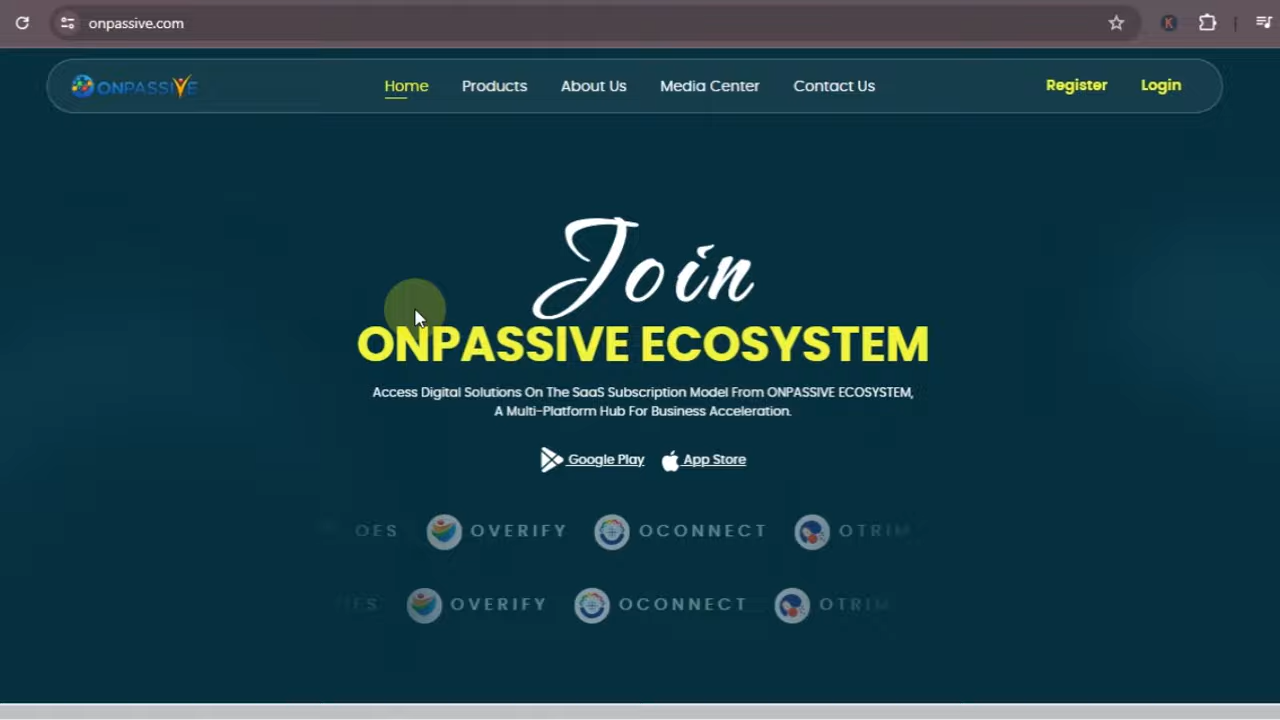 onpassive.com
K
ONPASSIVE
Home Products About Us Media Center Contact Us Register Login
Join
ONPASSIVE ECOSYSTEM
Access Digital Solutions On The SaaS Subscription Model From ONPASSIVE ECOSYSTEM,
A Multi-Platform Hub For Business Acceleration.
Google Play App Store
OES OVERIFY OCONNECT OTRIM
OVERIFY OCONNECT OTRIM